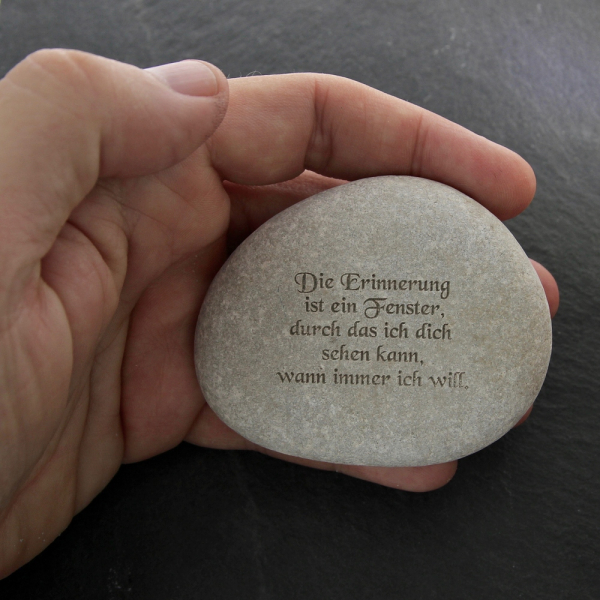 Die Erinnerung
ist ein Fenster,
durch das ich dich
sehen kann,
wann immer ich will.